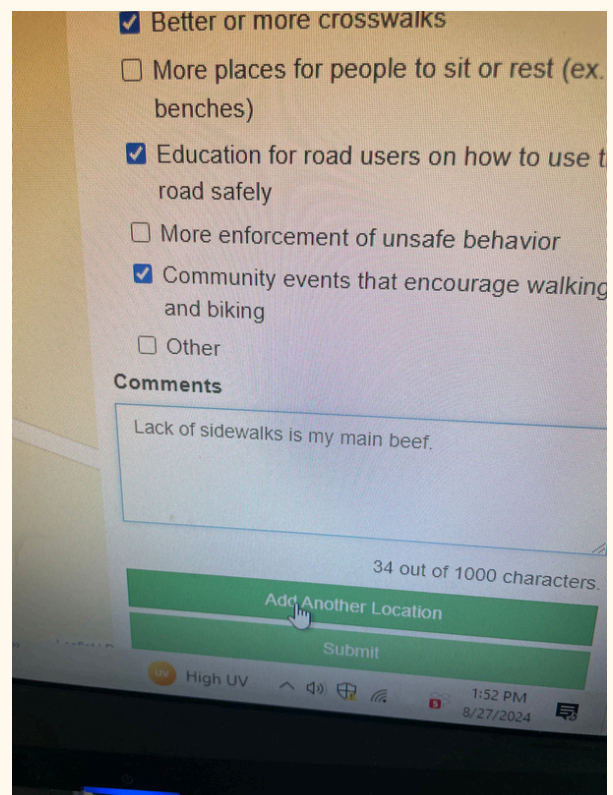 Better or more crosswalks
More places for people to sit or rest (ex.
benches)
Education for road users on how to use
road safely
More enforcement of unsafe behavior
Community events that encourage walking
and biking
Other
Comments
Lack of sidewalks is my main beef.
34 out of 1000 characters.
Add Another Location
Submit
UV
High UV
1:52 PM
8/27/2024